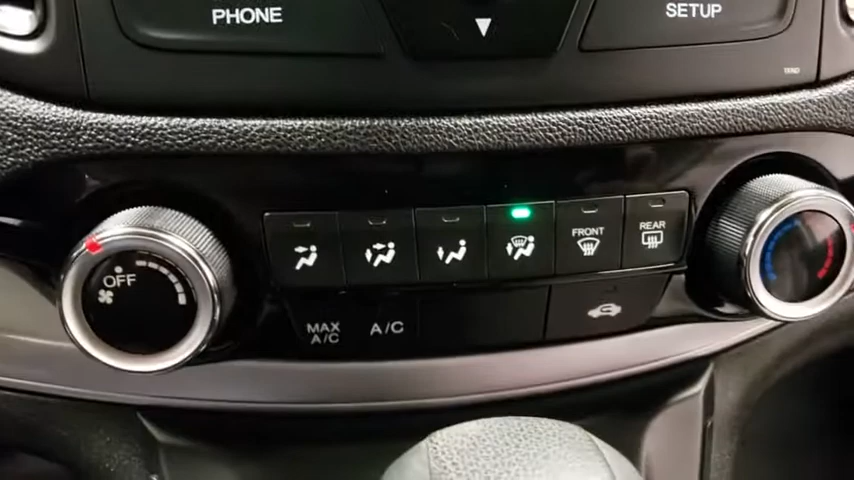 PHONE
SETUP
FRONT
REAR
OFF
MAX
A/C
A/C